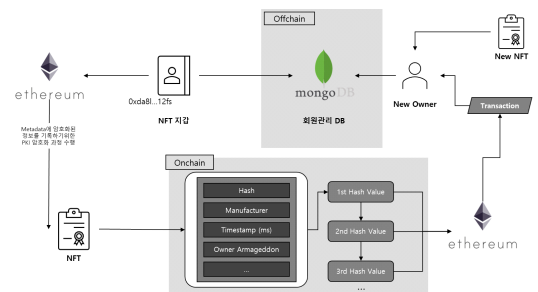 Offchain
New NFT
ethereum
0xda8l...12fs
NFT 지갑
mongoDB
회원관리 DB
New Owner
Transaction
Metadata에 암호화된
정보를 기록하기위한
PKI 암호화 과정 수행
Onchain
Hash
Manufacturer
Timestamp (ms)
Owner Armageddon
...
1st Hash Value
2nd Hash Value
3rd Hash Value
...
NFT
ethereum